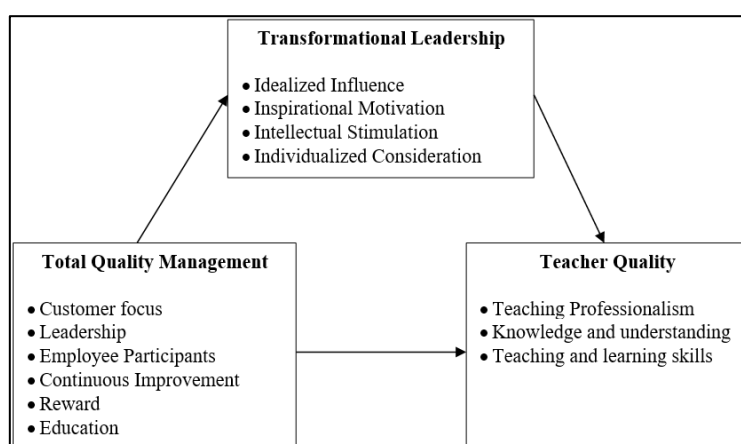 Transformational Leadership
• Idealized Influence
• Inspirational Motivation
• Intellectual Stimulation
• Individualized Consideration
Total Quality Management
• Customer focus
• Leadership
• Employee Participants
• Continuous Improvement
• Reward
• Education
Teacher Quality
• Teaching Professionalism
• Knowledge and understanding
• Teaching and learning skills